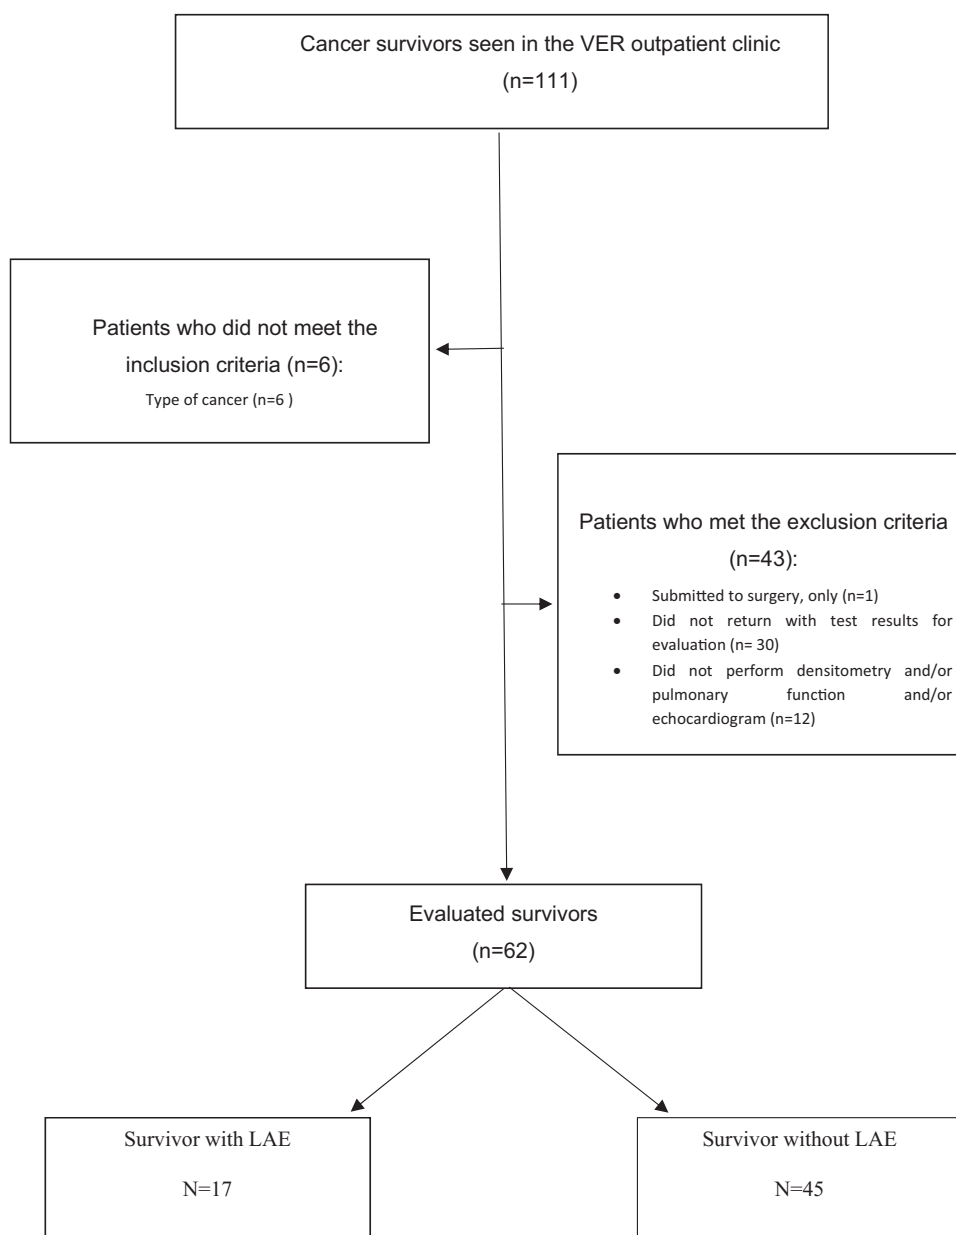 Cancer survivors seen in the VER outpatient clinic
(n=111)
Patients who did not meet the
inclusion criteria (n=6):
Type of cancer (n=6 )
Patients who met the exclusion criteria
(n=43):
• Submitted to surgery, only (n=1)
• Did not return with test results for
evaluation (n= 30)
• Did not perform densitometry and/or
pulmonary function and/or
echocardiogram (n=12)
Evaluated survivors
(n=62)
Survivor with LAE
N=17
Survivor without LAE
N=45